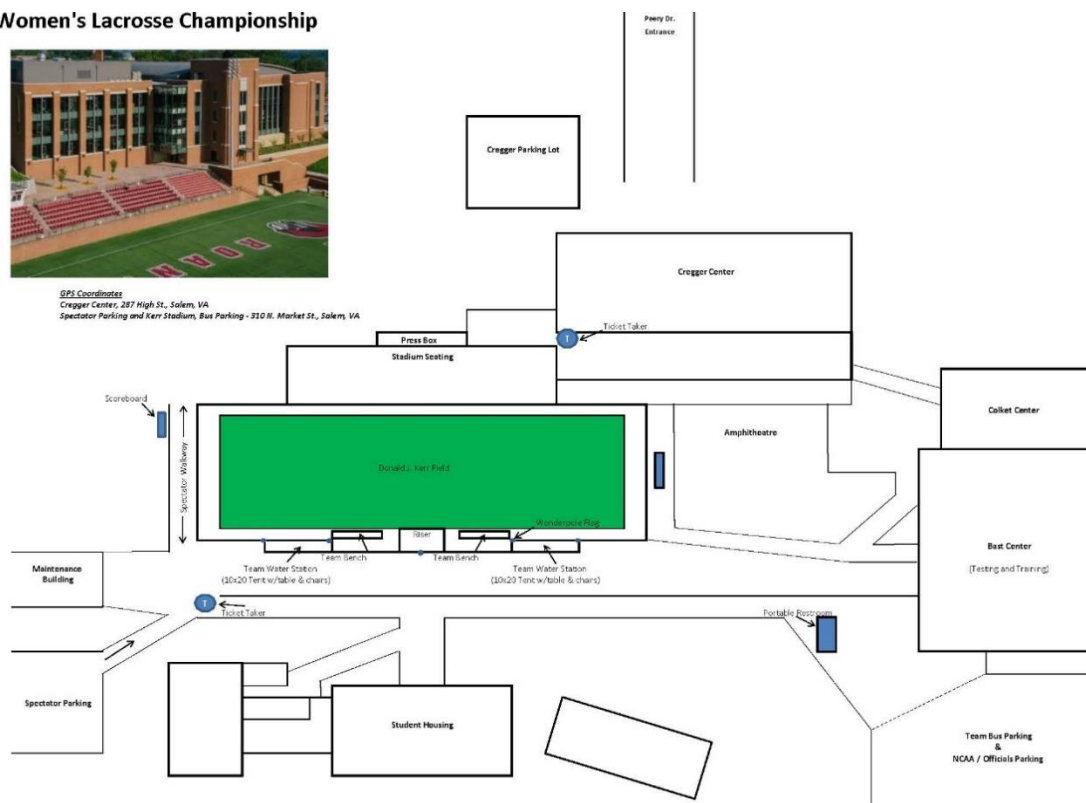 Women's Lacrosse Championship
Peery Dr.
Entrance
Cregger Parking Lot
ROAN
GPS Coordinates
Cregger Center, 287 High St., Salem, VA
Spectator Parking and Kerr Stadium, Bus Parking - 310 N. Market St., Salem, VA
Cregger Center
T
Ticket Taker
Press Box
Stadium Seating
Scoreboard
Spectator Walkway
Donald J. Kerr Field
Amphitheatre
Colket Center
Wonderpole Flag
Riser
Team Bench
Team Bench
Team Water Station
(10x20 Tent w/table & chairs)
Team Water Station
(10x20 Tent w/table & chairs)
Bast Center
(Testing and Training)
Maintenance
Building
T
Ticket Taker
Portable Restroom
Spectator Parking
Student Housing
Team Bus Parking
&
NCAA / Officials Parking